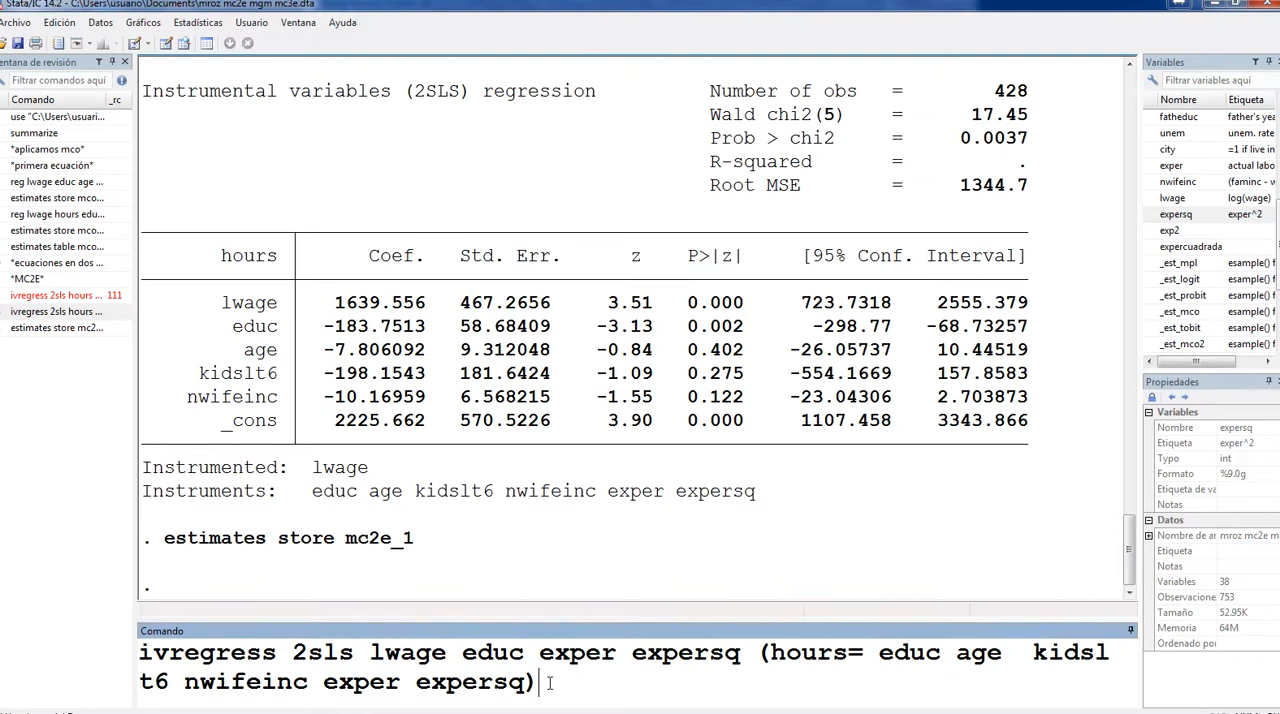 Stata/IC 14.2 - C:\Users\usuario\Documents\mroz mc2e mgm mc3e.dta
Archivo Edición Datos Gráficos Estadísticas Usuario Ventana Ayuda
entana de revisión
Filtrar comandos aquí
Comando _rc
use "C:\Users\usuari...
summarize
*aplicamos mco*
*primera ecuación*
reg lwage educ age ...
estimates store mco...
reg lwage hours edu...
estimates store mco...
estimates table mco...
*ecuaciones en dos ...
*MC2E*
ivregress 2sls hours ... 111
ivregress 2sls hours ...
estimates store mc2...
Instrumental variables (2SLS) regression Number of obs = 428
Wald chi2(5) = 17.45
Prob > chi2 = 0.0037
R-squared = .
Root MSE = 1344.7
hours Coef. Std. Err. z P>|z| [95% Conf. Interval]
lwage 1639.556 467.2656 3.51 0.000 723.7318 2555.379
educ -183.7513 58.68409 -3.13 0.002 -298.77 -68.73257
age -7.806092 9.312048 -0.84 0.402 -26.05737 10.44519
kidslt6 -198.1543 181.6424 -1.09 0.275 -554.1669 157.8583
nwifeinc -10.16959 6.568215 -1.55 0.122 -23.04306 2.703873
_cons 2225.662 570.5226 3.90 0.000 1107.458 3343.866
Instrumented: lwage
Instruments: educ age kidslt6 nwifeinc exper expersq
. estimates store mc2e_1
.
Comando
ivregress 2sls lwage educ exper expersq (hours= educ age kidsl
t6 nwifeinc exper expersq)
Variables
Filtrar variables aquí
Nombre Etiqueta
fatheduc father's yea
unem unem. rate
city =1 if live in
exper actual labo
nwifeinc (faminc - w
lwage log(wage)
expersq exper^2
exp2
expercuadrada
_est_mpl esample() f
_est_logit esample() f
_est_probit esample() f
_est_mco esample() f
_est_tobit esample() f
_est_mco2 esample() f
Propiedades
Variables
Nombre expersq
Etiqueta exper^2
Typo int
Formato %9.0g
Etiqueta de va
Notas
Datos
Nombre de ar mroz mc2e m
Etiqueta
Notas
Variables 38
Observacione 753
Tamaño 52.95K
Memoria 64M
Ordenado por